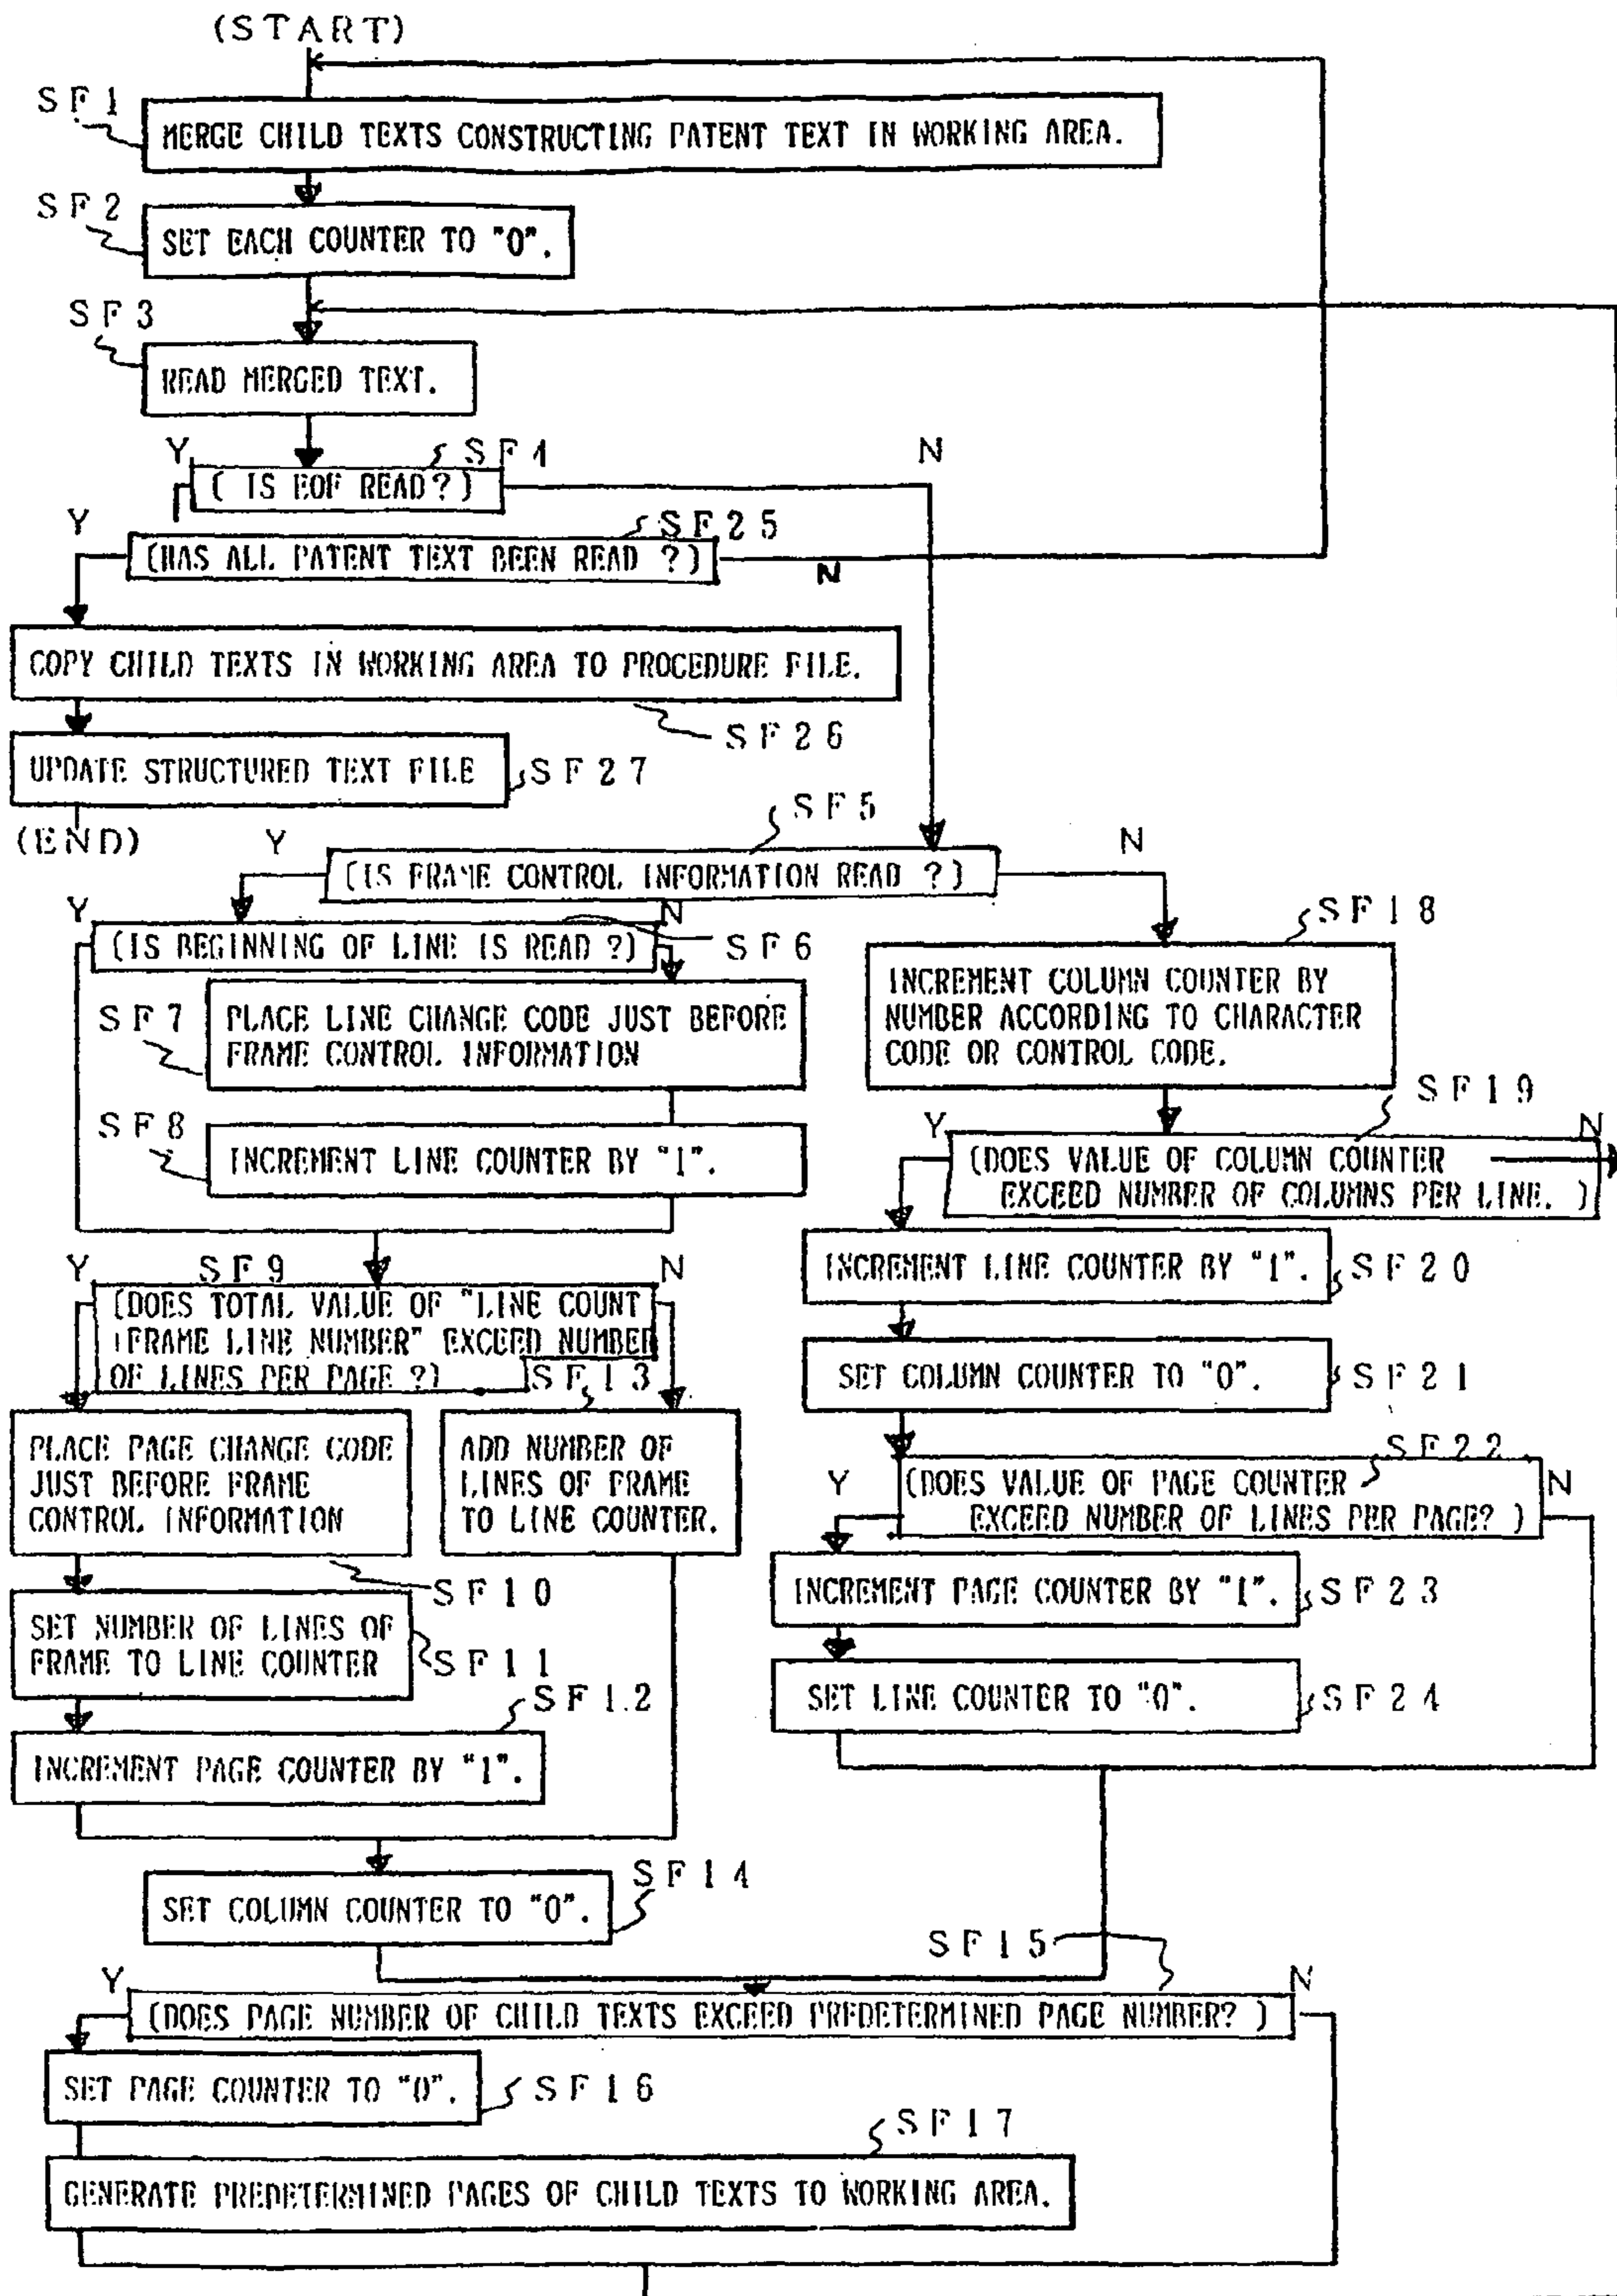 (START)
SF1
MERGE CHILD TEXTS CONSTRUCTING PATENT TEXT IN WORKING AREA.
SF2
SET EACH COUNTER TO "0".
SF3
READ MERGED TEXT.
Y
SF4
N
( IS EOF READ?)
Y
SF25
(HAS ALL PATENT TEXT BEEN READ ?)
N
COPY CHILD TEXTS IN WORKING AREA TO PROCEDURE FILE.
SF26
UPDATE STRUCTURED TEXT FILE
SF27
(END)
SF5
Y
N
(IS FRAME CONTROL INFORMATION READ ?)
Y
N
(IS BEGINNING OF LINE IS READ ?)
SF6
SF7
PLACE LINE CHANGE CODE JUST BEFORE
FRAME CONTROL INFORMATION
SF8
INCREMENT LINE COUNTER BY "1".
SF18
INCREMENT COLUMN COUNTER BY
NUMBER ACCORDING TO CHARACTER
CODE OR CONTROL CODE.
SF19
Y
N
(DOES VALUE OF COLUMN COUNTER
EXCEED NUMBER OF COLUMNS PER LINE. )
INCREMENT LINE COUNTER BY "1".
SF20
SET COLUMN COUNTER TO "0".
SF21
SF22
Y
N
(DOES VALUE OF PAGE COUNTER
EXCEED NUMBER OF LINES PER PAGE? )
INCREMENT PAGE COUNTER BY "1".
SF23
SET LINE COUNTER TO "0".
SF24
Y
SF9
N
(DOES TOTAL VALUE OF "LINE COUNT
+FRAME LINE NUMBER" EXCEED NUMBER
OF LINES PER PAGE ?)
SF13
PLACE PAGE CHANGE CODE
JUST BEFORE FRAME
CONTROL INFORMATION
SF10
ADD NUMBER OF
LINES OF FRAME
TO LINE COUNTER.
SET NUMBER OF LINES OF
FRAME TO LINE COUNTER
SF11
SF12
INCREMENT PAGE COUNTER BY "1".
SF14
SET COLUMN COUNTER TO "0".
SF15
Y
N
(DOES PAGE NUMBER OF CHILD TEXTS EXCEED PREDETERMINED PAGE NUMBER? )
SET PAGE COUNTER TO "0".
SF16
SF17
GENERATE PREDETERMINED PAGES OF CHILD TEXTS TO WORKING AREA.